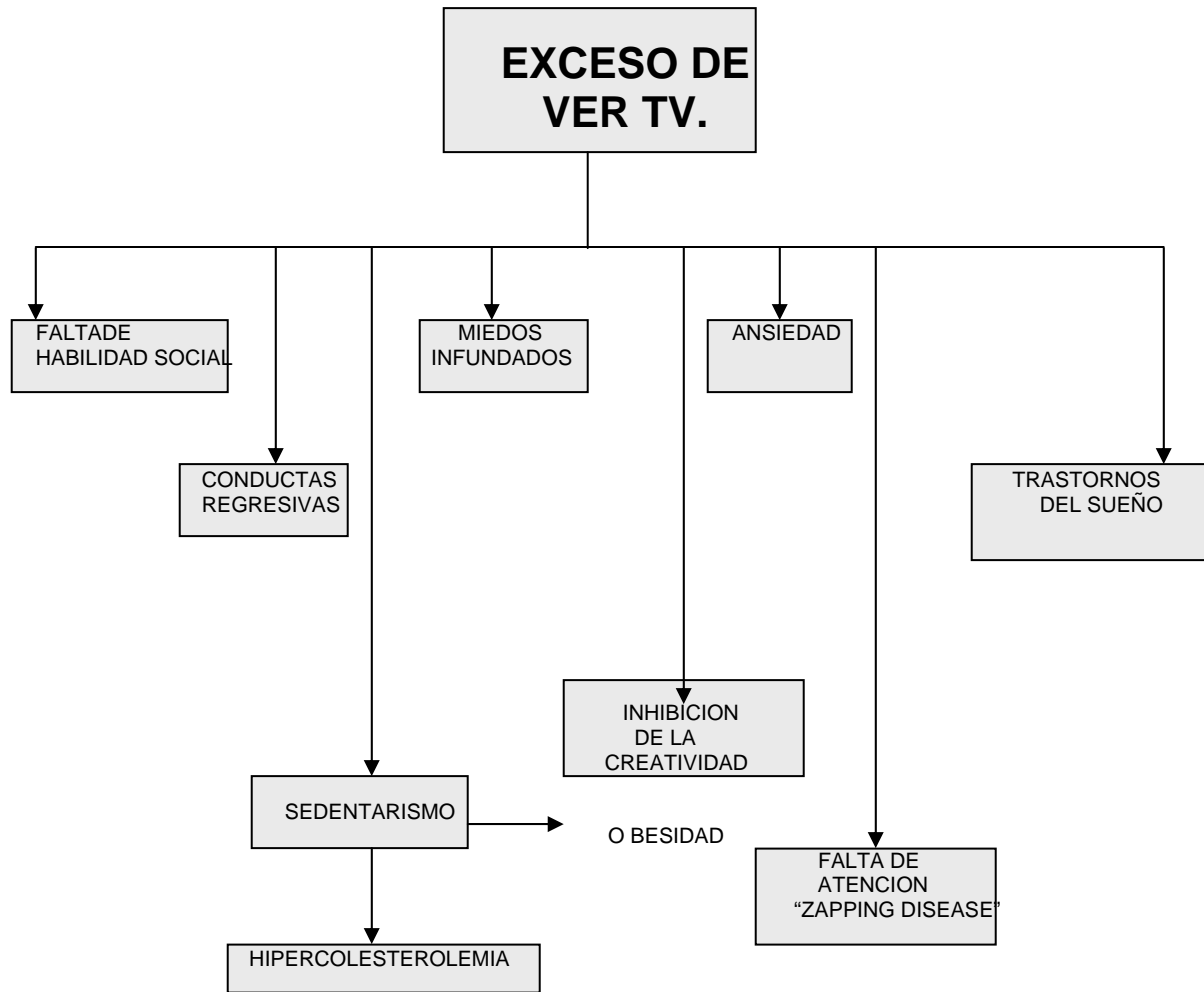 EXCESO DE
VER TV.
FALTADE
HABILIDAD SOCIAL
MIEDOS
INFUNDADOS
ANSIEDAD
CONDUCTAS
REGRESIVAS
TRASTORNOS
DEL SUEÑO
INHIBICION
DE LA
CREATIVIDAD
SEDENTARISMO
O BESIDAD
FALTA DE
ATENCION
“ZAPPING DISEASE”
HIPERCOLESTEROLEMIA